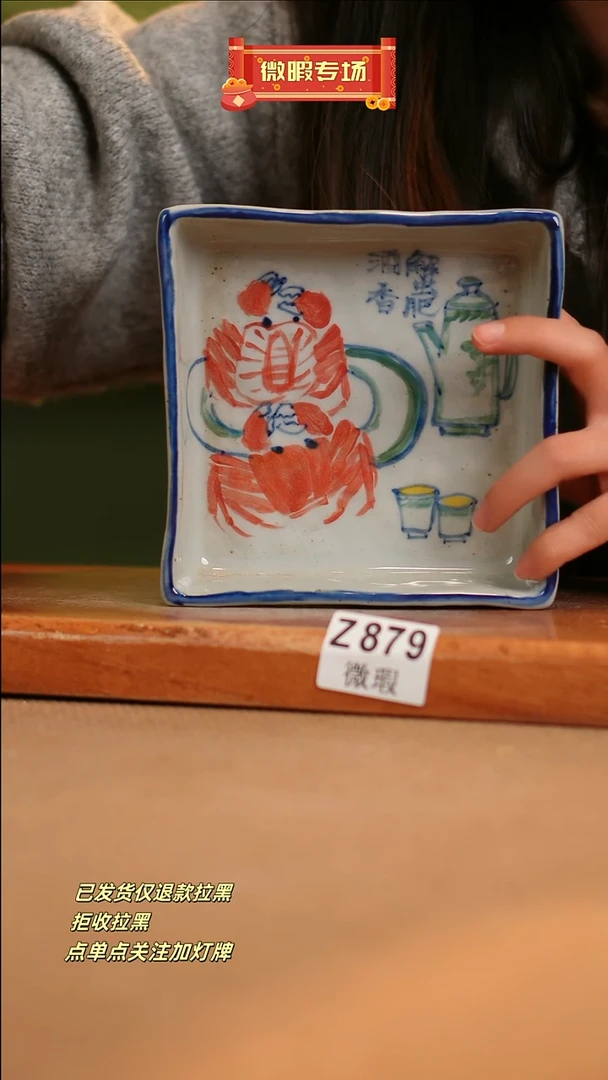 微暇专场
蟹肥
酒香
Z879
微瑕
已发货仅退款拉黑
拒收拉黑
点单点关注加灯牌